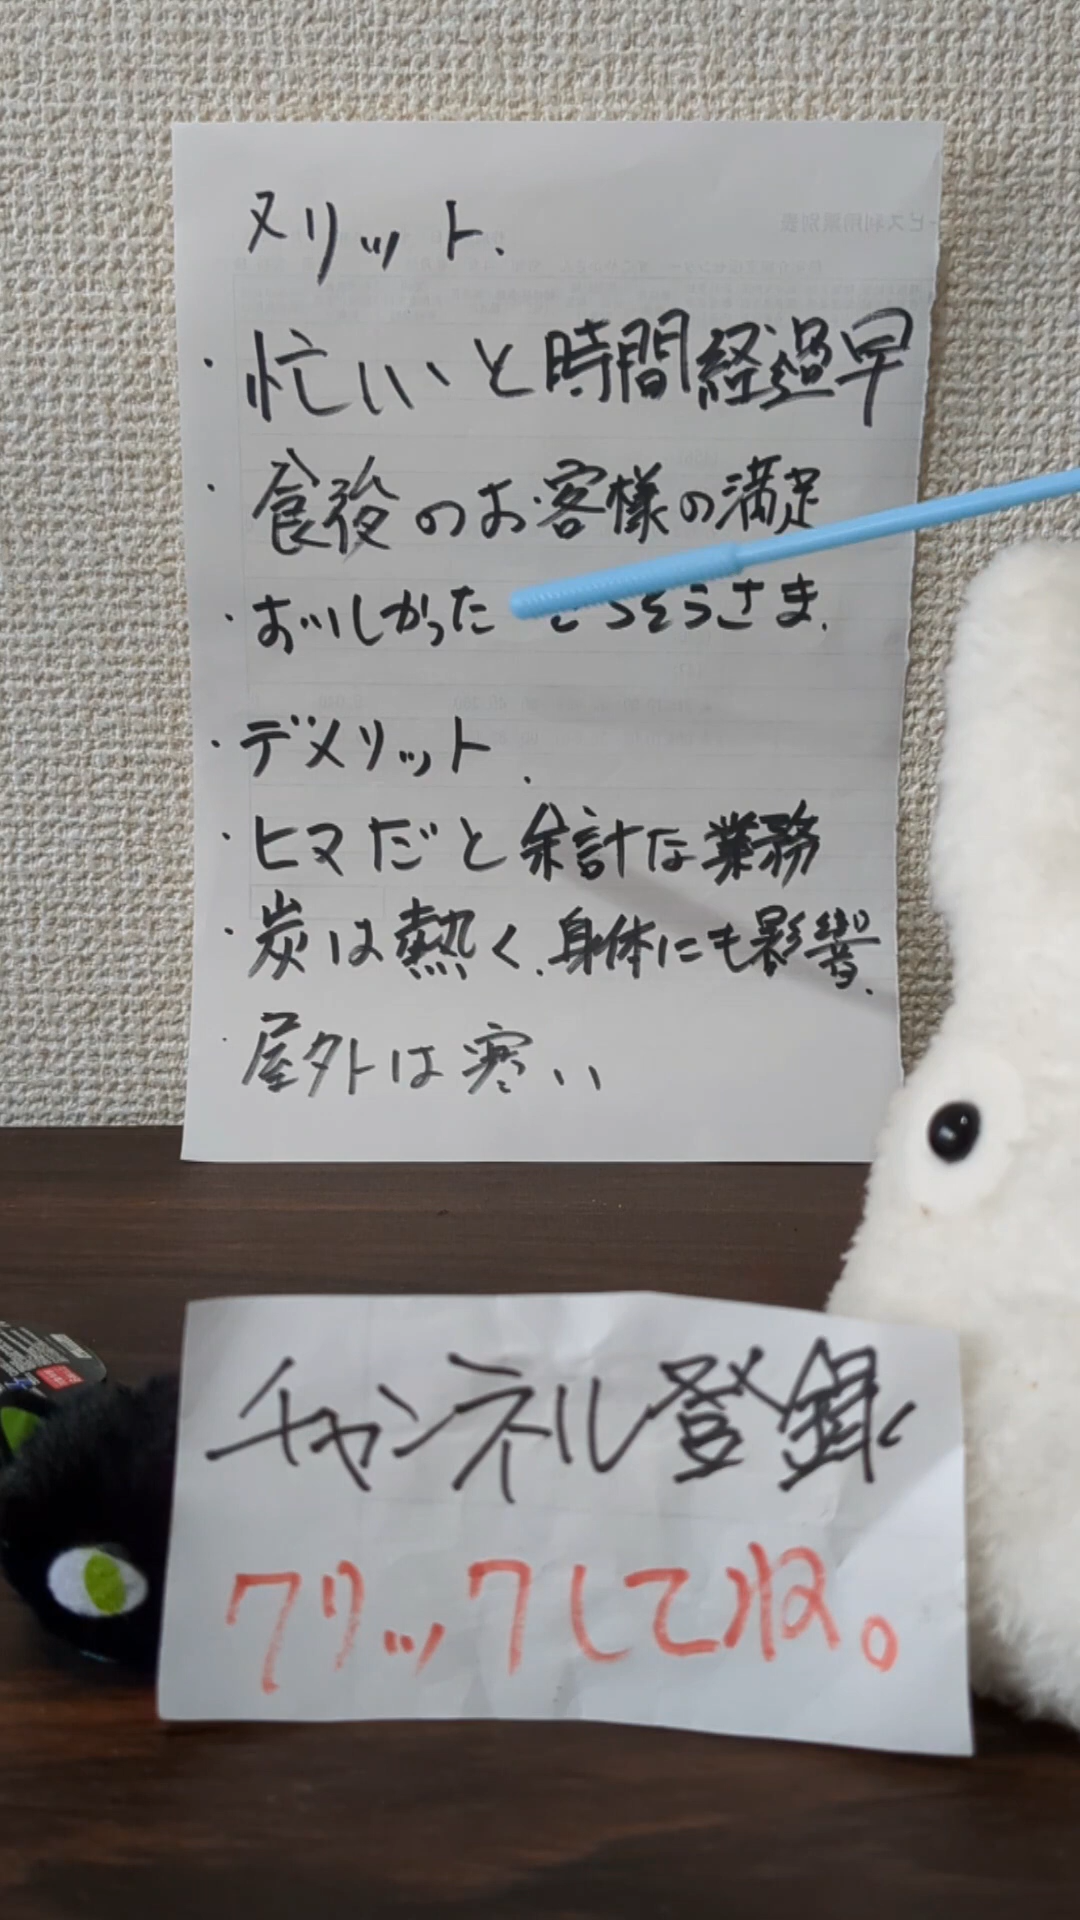 メリット.
・忙しいと時間経過早
・食後のお客様の満足
・おいしかった ごちそうさま.
・デメリット.
・ヒマだと余計な業務
・炭は熱く.身体にも影響.
・屋外は寒い
チャンネル登録
クリックしてね。